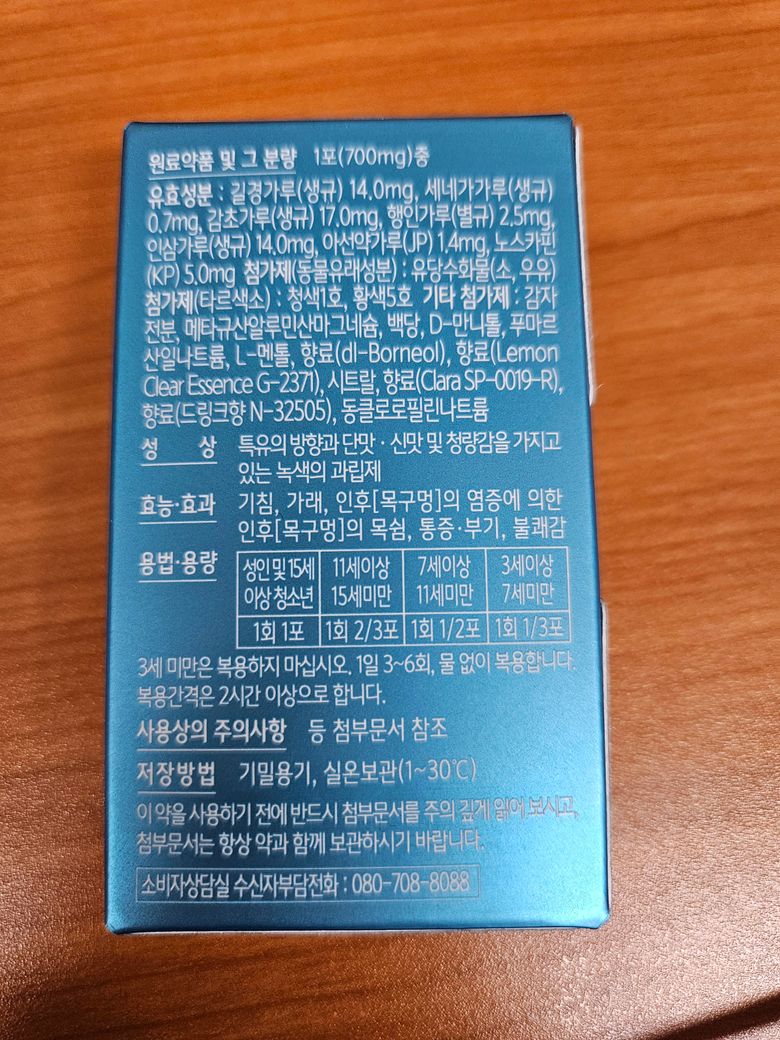 원료약품 및 그 분량 1포(700mg)중
유효성분 : 길경가루(생규) 14.0mg, 세네가가루(생규)
0.7mg, 감초가루(생규) 17.0mg, 행인가루(별규) 2.5mg,
인삼가루(생규) 14.0mg, 아선약가루(JP) 1.4mg, 노스카핀
(KP) 5.0mg 첨가제(동물유래성분) : 유당수화물(소, 우유)
첨가제(타르색소) : 청색1호, 황색5호 기타 첨가제 : 감자
전분, 메타규산알루민산마그네슘, 백당, D-만니톨, 푸마르
산일나트륨, L-멘톨, 향료(dl-Borneol), 향료(Lemon
Clear Essence G-2371), 시트랄, 향료(Clara SP-0019-R),
향료(드링크향 N-32505), 동클로로필린나트륨
성 상 특유의 방향과 단맛·신맛 및 청량감을 가지고
있는 녹색의 과립제
효능·효과 기침, 가래, 인후[목구멍]의 염증에 의한
인후[목구멍]의 목쉼, 통증·부기, 불쾌감
용법·용량 성인 및 15세 11세이상 7세이상 3세이상
이상 청소년 15세미만 11세미만 7세미만
1회 1포 1회 2/3포 1회 1/2포 1회 1/3포
3세 미만은 복용하지 마십시오. 1일 3~6회, 물 없이 복용합니다.
복용간격은 2시간 이상으로 합니다.
사용상의 주의사항 등 첨부문서 참조
저장방법 기밀용기, 실온보관(1~30℃)
이 약을 사용하기 전에 반드시 첨부문서를 주의 깊게 읽어 보시고,
첨부문서는 항상 약과 함께 보관하시기 바랍니다.
소비자상담실 수신자부담전화 : 080-708-8088